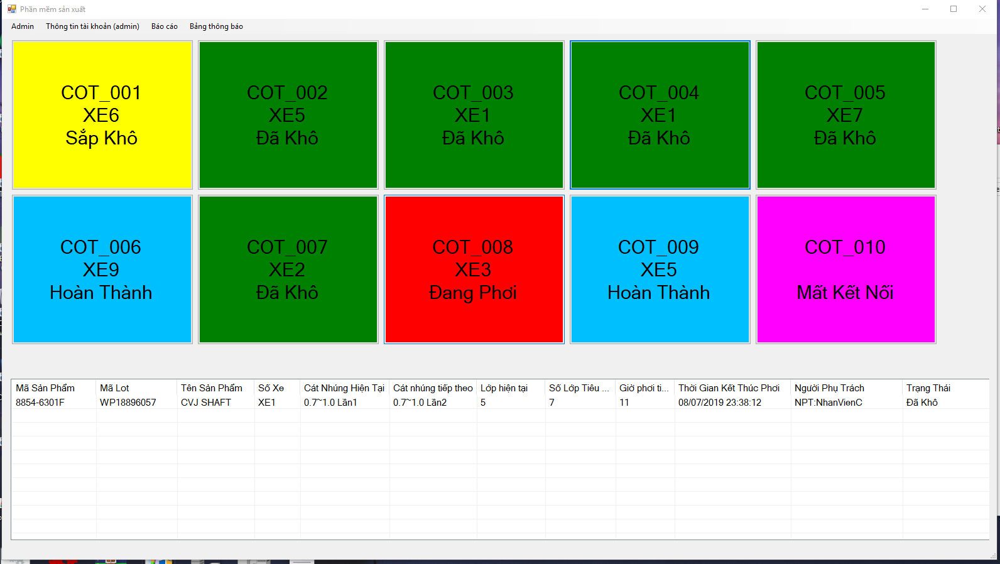 Phần mềm sản xuất
Admin Thông tin tài khoản (admin) Báo cáo Bảng thông báo
COT_001
XE6
Sắp Khô
COT_002
XE5
Đã Khô
COT_003
XE1
Đã Khô
COT_004
XE1
Đã Khô
COT_005
XE7
Đã Khô
COT_006
XE9
Hoàn Thành
COT_007
XE2
Đã Khô
COT_008
XE3
Đang Phơi
COT_009
XE5
Hoàn Thành
COT_010
Mất Kết Nối
Mã Sản Phẩm Mã Lot Tên Sản Phẩm Số Xe Cát Nhúng Hiện Tại Cát nhúng tiếp theo Lớp hiện tại Số Lớp Tiêu ... Giờ phơi ti... Thời Gian Kết Thúc Phơi Người Phụ Trách Trạng Thái
8854-6301F WP18896057 CVJ SHAFT XE1 0.7~1.0 Lần1 0.7~1.0 Lần2 5 7 11 08/07/2019 23:38:12 NPT:NhanVienC Đã Khô